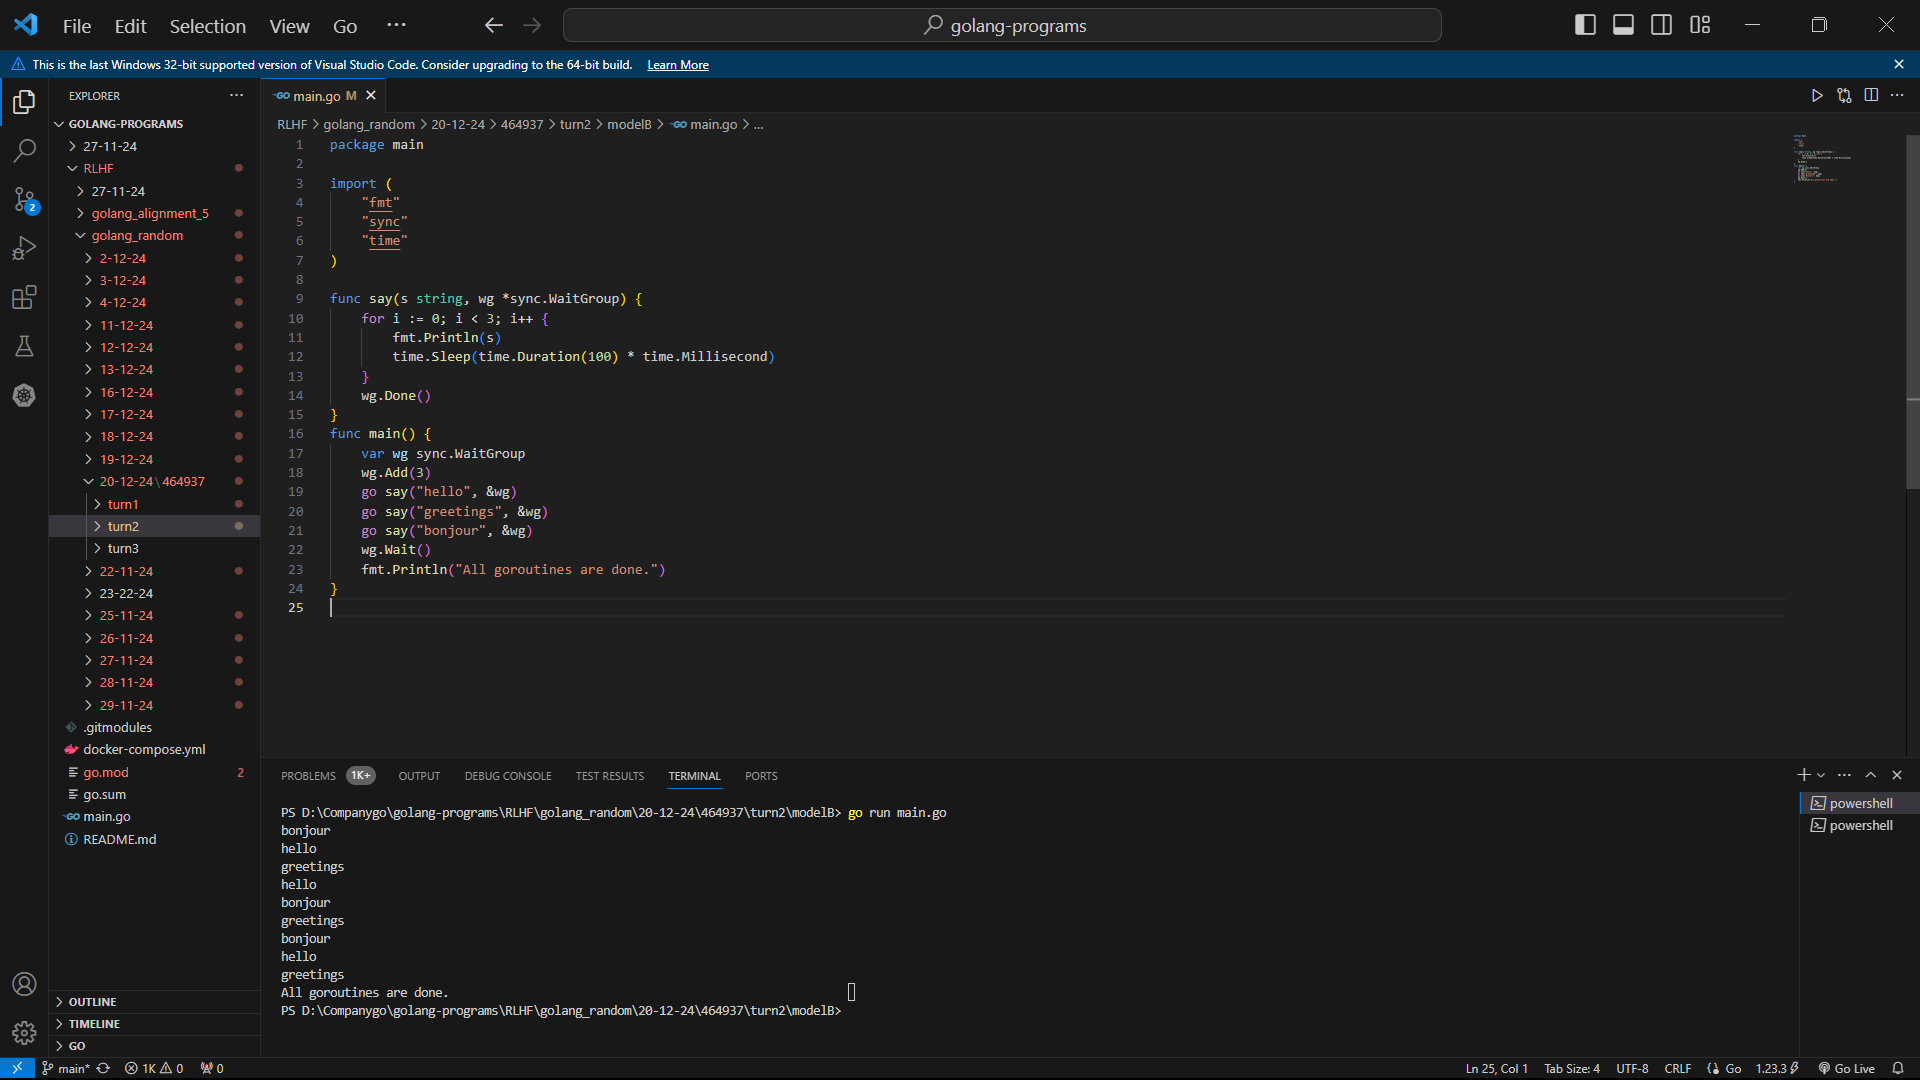 File Edit Selection View Go ···
golang-programs
This is the last Windows 32-bit supported version of Visual Studio Code. Consider upgrading to the 64-bit build. Learn More
EXPLORER
GOLANG-PROGRAMS
27-11-24
RLHF
27-11-24
golang_alignment_5
golang_random
2-12-24
3-12-24
4-12-24
11-12-24
12-12-24
13-12-24
16-12-24
17-12-24
18-12-24
19-12-24
20-12-24\464937
turn1
turn2
turn3
22-11-24
23-22-24
25-11-24
26-11-24
27-11-24
28-11-24
29-11-24
.gitmodules
docker-compose.yml
go.mod 2
go.sum
main.go
README.md
OUTLINE
TIMELINE
GO
2
main.go M
RLHF > golang_random > 20-12-24 > 464937 > turn2 > modelB > main.go > ...
1 package main
2
3 import (
4 "fmt"
5 "sync"
6 "time"
7 )
8
9 func say(s string, wg *sync.WaitGroup) {
10 for i := 0; i < 3; i++ {
11 fmt.Println(s)
12 time.Sleep(time.Duration(100) * time.Millisecond)
13 }
14 wg.Done()
15 }
16 func main() {
17 var wg sync.WaitGroup
18 wg.Add(3)
19 go say("hello", &wg)
20 go say("greetings", &wg)
21 go say("bonjour", &wg)
22 wg.Wait()
23 fmt.Println("All goroutines are done.")
24 }
25
PROBLEMS 1K+ OUTPUT DEBUG CONSOLE TEST RESULTS TERMINAL PORTS
PS D:\Companygo\golang-programs\RLHF\golang_random\20-12-24\464937\turn2\modelB> go run main.go
bonjour
hello
greetings
hello
bonjour
greetings
bonjour
hello
greetings
All goroutines are done.
PS D:\Companygo\golang-programs\RLHF\golang_random\20-12-24\464937\turn2\modelB>
powershell
powershell
main* 1K 0 0
Ln 25, Col 1 Tab Size: 4 UTF-8 CRLF Go 1.23.3 Go Live